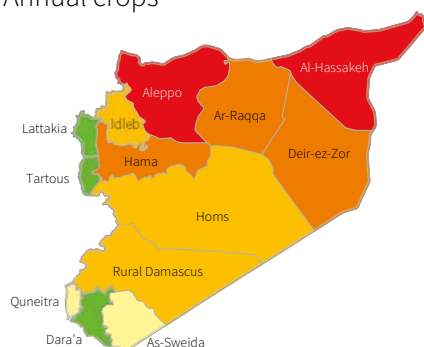 Annual crops
Al-Hassakeh
Aleppo
Ar-Raqqa
Idleb
Lattakia
Deir-ez-Zor
Hama
Tartous
Homs
Rural Damascus
Quneitra
Dara'a
As-Sweida